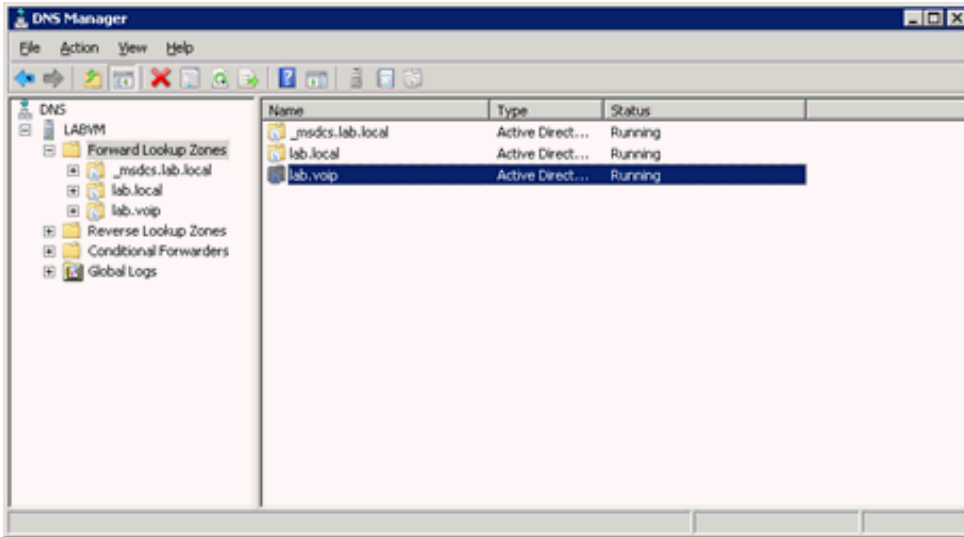 DNS Manager
File Action View Help
DNS
LABVM
Forward Lookup Zones
_msdcs.lab.local
lab.local
lab.voip
Reverse Lookup Zones
Conditional Forwarders
Global Logs
Name Type Status
_msdcs.lab.local Active Direct... Running
lab.local Active Direct... Running
lab.voip Active Direct... Running